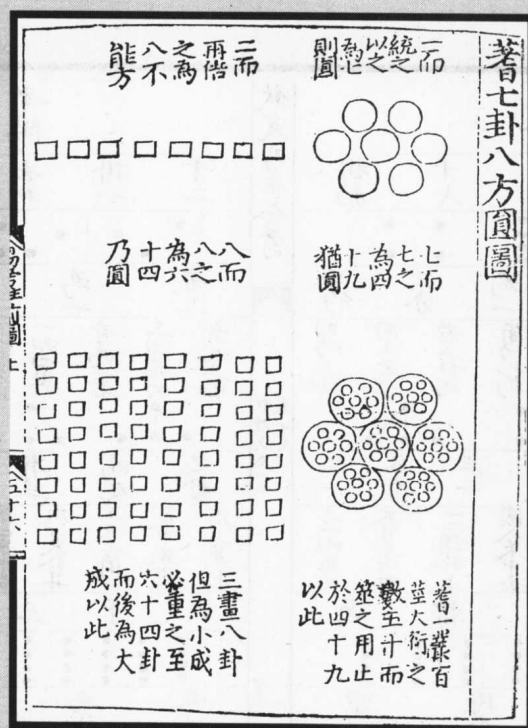 蓍七卦八方圓圖
一而
統之
以之
為七
則圓
二而
再倍
之為
八不
能方
七而
七之
為四
十九
猶圓
八而
八之
為六
十四
乃圓
蓍一叢百
莖大衍之
數五十而
筮之用止
於四十九
以此
三畫八卦
但為小成
必重之至
六十四卦
而後為大
成以此
圖上